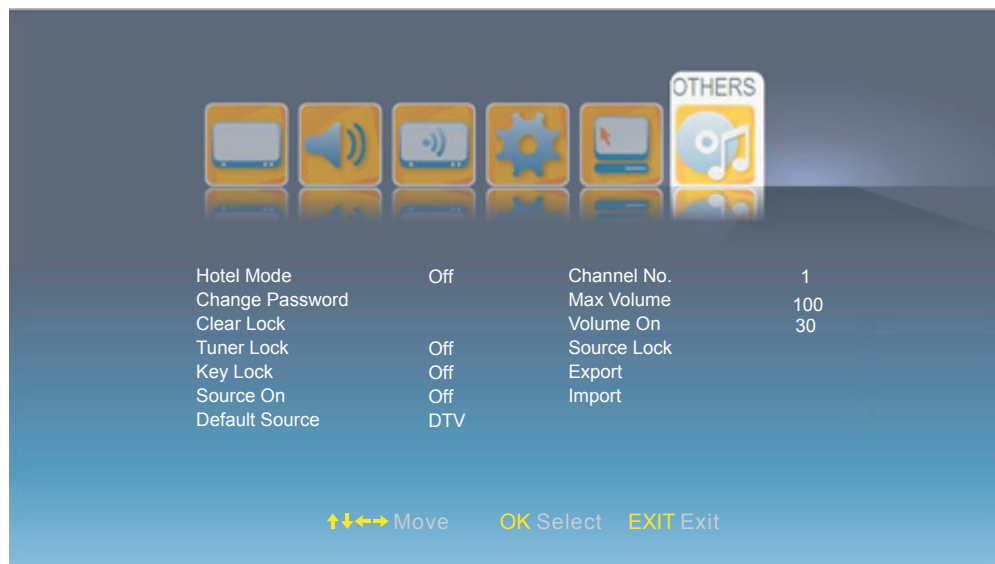 OTHERS
Hotel Mode Off
Change Password
Clear Lock
Tuner Lock Off
Key Lock Off
Source On Off
Default Source DTV
Channel No. 1
Max Volume 100
Volume On 30
Source Lock
Export
Import
Move OK Select EXIT Exit